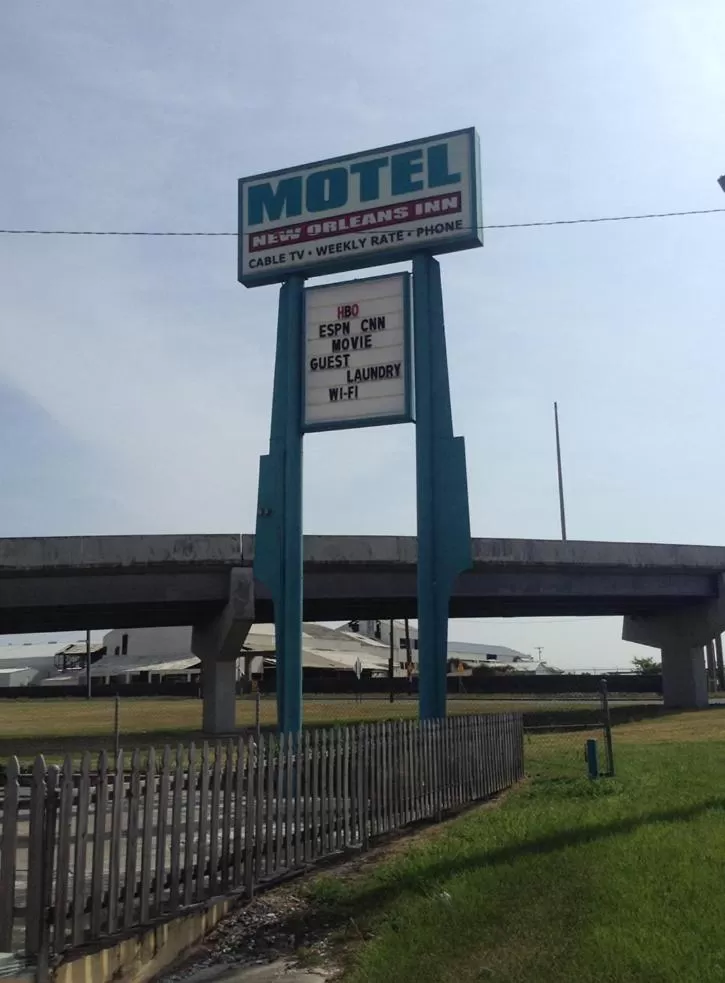 MOTEL
NEW ORLEANS INN
CABLE TV • WEEKLY RATE • PHONE
HBO
ESPN CNN
MOVIE
GUEST
LAUNDRY
WI-FI